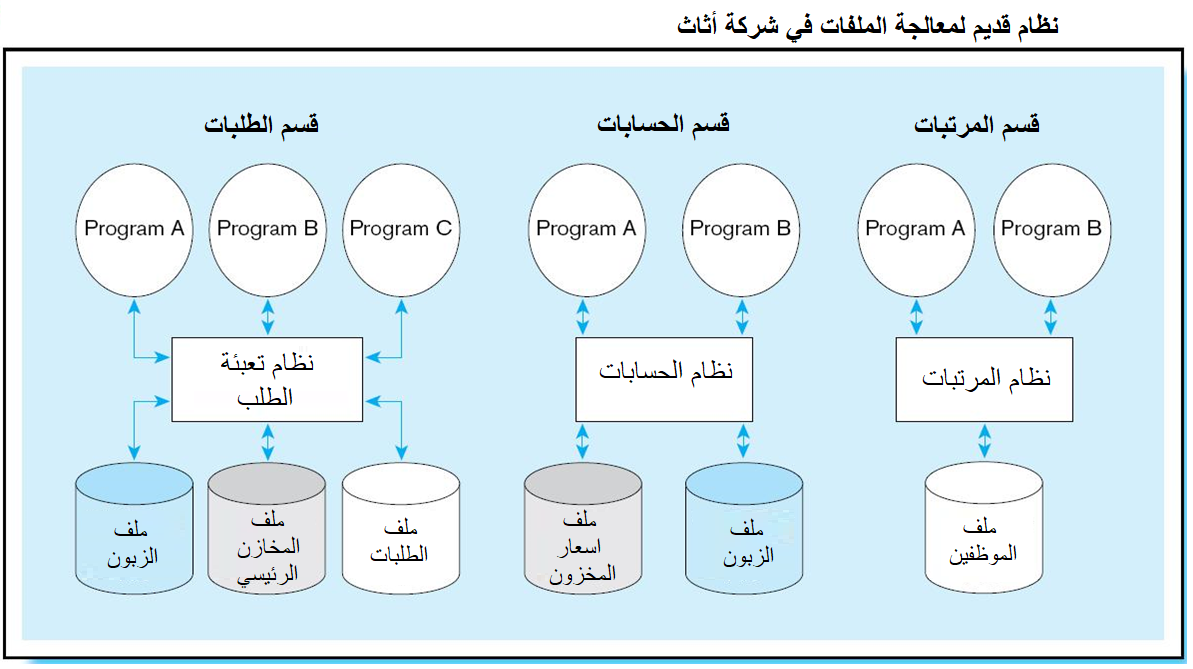 نظام قديم لمعالجة الملفات في شركة أثاث
قسم المرتبات
قسم الحسابات
قسم الطلبات
Program A
Program B
Program C
Program A
Program B
Program A
Program B
نظام تعبئة
الطلب
نظام الحسابات
نظام المرتبات
ملف
الزبون
ملف
المخازن
الرئيسي
ملف
الطلبات
ملف
اسعار
المخزون
ملف
الزبون
ملف
الموظفين